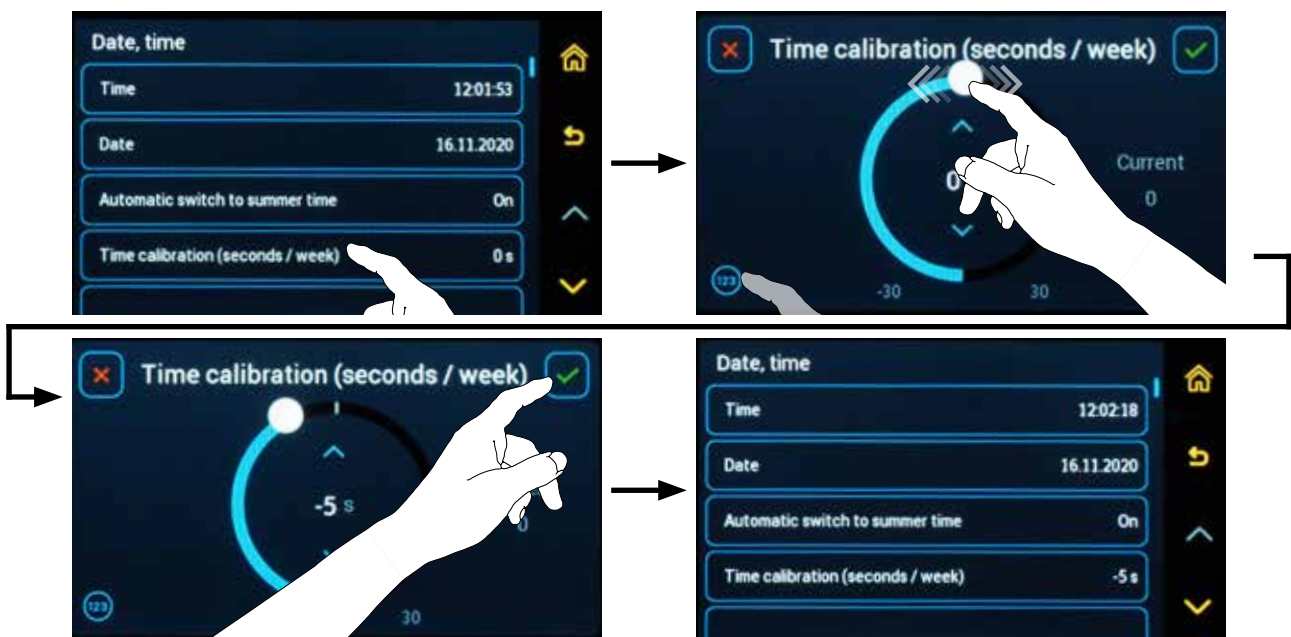 Date, time
Time 12:01:53
Date 16.11.2020
Automatic switch to summer time On
Time calibration (seconds / week) 0 s
Time calibration (seconds / week)
0
Current
0
123
-30 30
Time calibration (seconds / week)
-5 s
0
123
30
Date, time
Time 12:02:18
Date 16.11.2020
Automatic switch to summer time On
Time calibration (seconds / week) -5 s